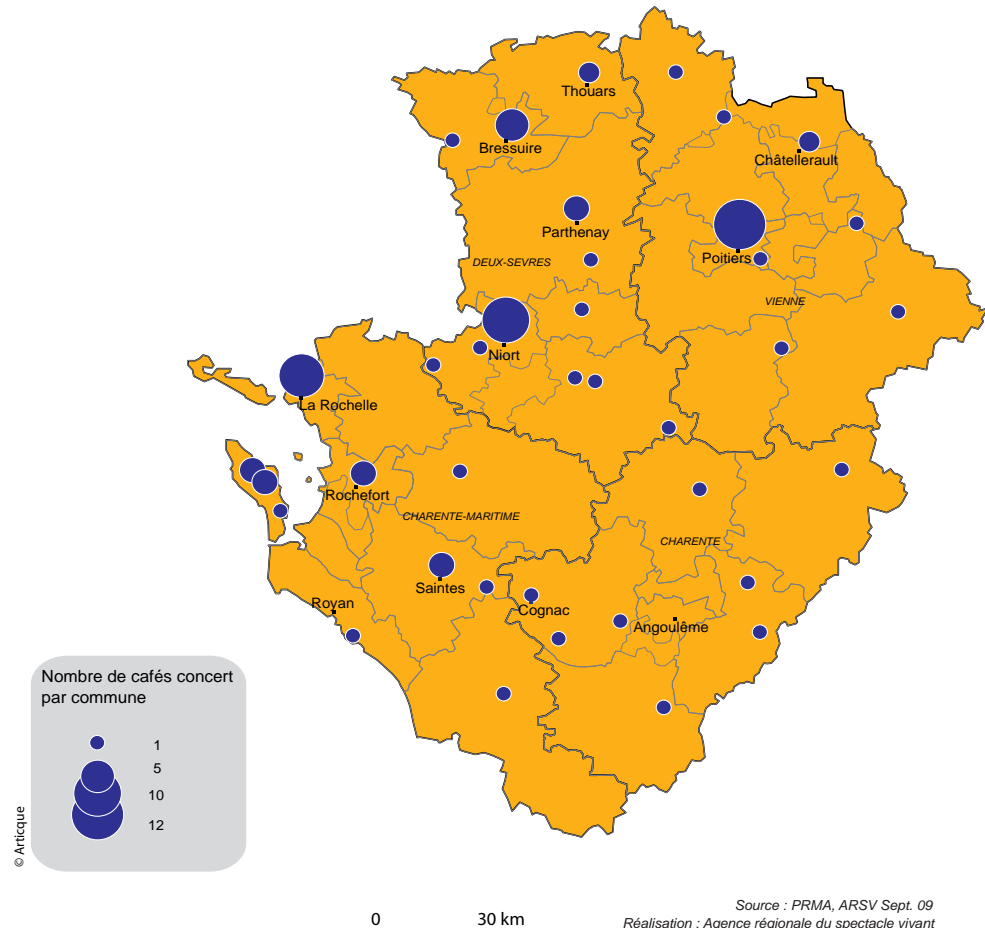 Thouars
Bressuire
Châtellerault
Parthenay
Poitiers
DEUX-SEVRES
VIENNE
Niort
La Rochelle
Rochefort
CHARENTE-MARITIME
CHARENTE
Saintes
Royan
Cognac
Angoulême
Nombre de cafés concert
par commune
1
5
10
12
© Articque
0 30 km
Source : PRMA, ARSV Sept. 09
Réalisation : Agence régionale du spectacle vivant